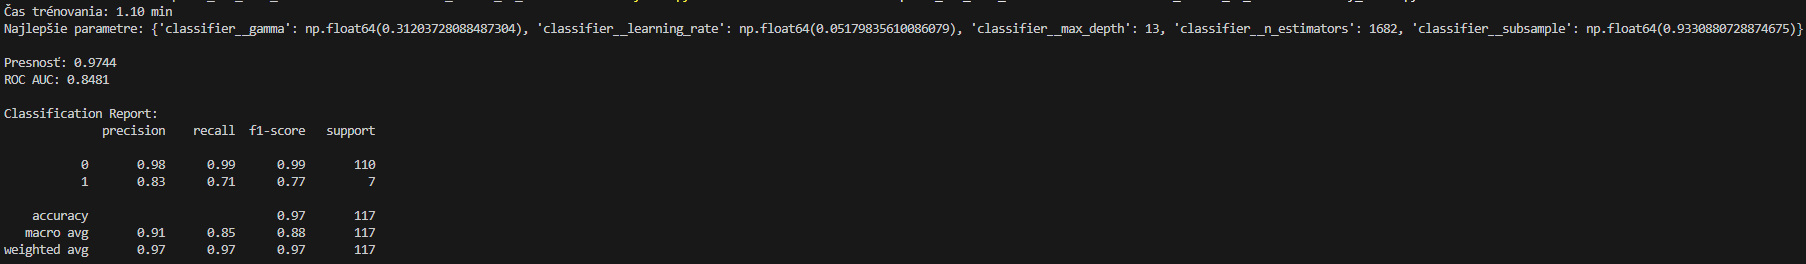 Čas trénovania: 1.10 min
Najlepšie parametre: {'classifier__gamma': np.float64(0.31203728088487304), 'classifier__learning_rate': np.float64(0.05179835610086079), 'classifier__max_depth': 13, 'classifier__n_estimators': 1682, 'classifier__subsample': np.float64(0.9330880728874675)}
Presnosť: 0.9744
ROC AUC: 0.8481
Classification Report:
precision recall f1-score support
0 0.98 0.99 0.99 110
1 0.83 0.71 0.77 7
accuracy 0.97 117
macro avg 0.91 0.85 0.88 117
weighted avg 0.97 0.97 0.97 117